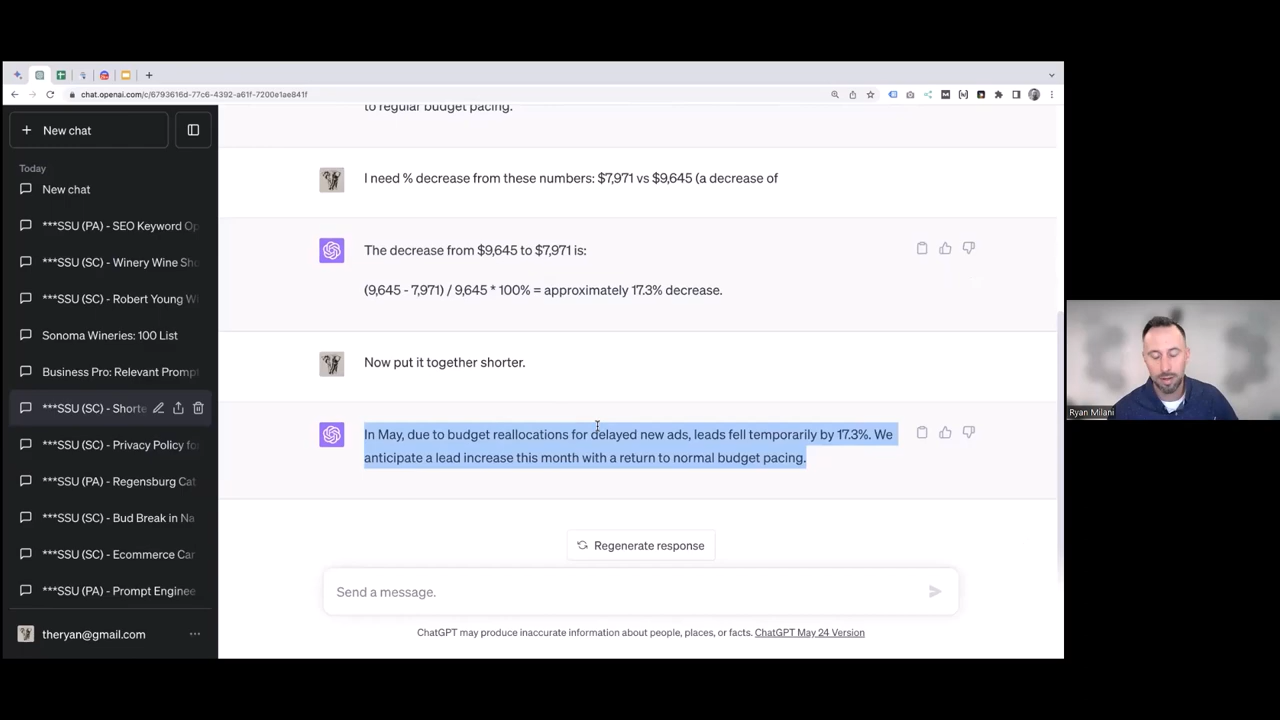 chat.openai.com/c/6793616d-77c6-4392-a61f-7200e1ae841f
New chat
Today
New chat
***SSU (PA) - SEO Keyword Op
***SSU (SC) - Winery Wine Sho
***SSU (SC) - Robert Young Wi
Sonoma Wineries: 100 List
Business Pro: Relevant Prompt
***SSU (SC) - Shorte
***SSU (SC) - Privacy Policy for
***SSU (PA) - Regensburg Cat
***SSU (SC) - Bud Break in Na
***SSU (SC) - Ecommerce Car
***SSU (PA) - Prompt Enginee
theryan@gmail.com
to regular budget pacing.
I need % decrease from these numbers: $7,971 vs $9,645 (a decrease of
The decrease from $9,645 to $7,971 is:
(9,645 - 7,971) / 9,645 * 100% = approximately 17.3% decrease.
Now put it together shorter.
In May, due to budget reallocations for delayed new ads, leads fell temporarily by 17.3%. We
anticipate a lead increase this month with a return to normal budget pacing.
Regenerate response
Send a message.
ChatGPT may produce inaccurate information about people, places, or facts. ChatGPT May 24 Version
Ryan Milani